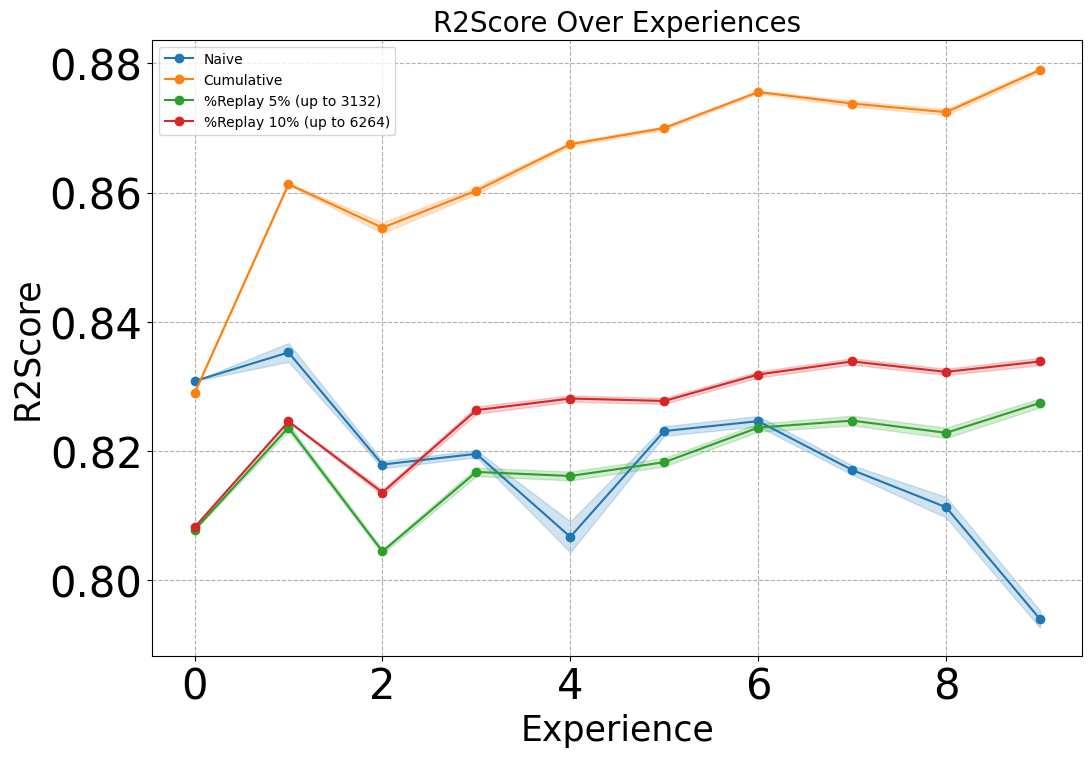 R2Score Over Experiences
Naive
Cumulative
%Replay 5% (up to 3132)
%Replay 10% (up to 6264)
0.88
0.86
0.84
0.82
0.80
R2Score
0 2 4 6 8
Experience